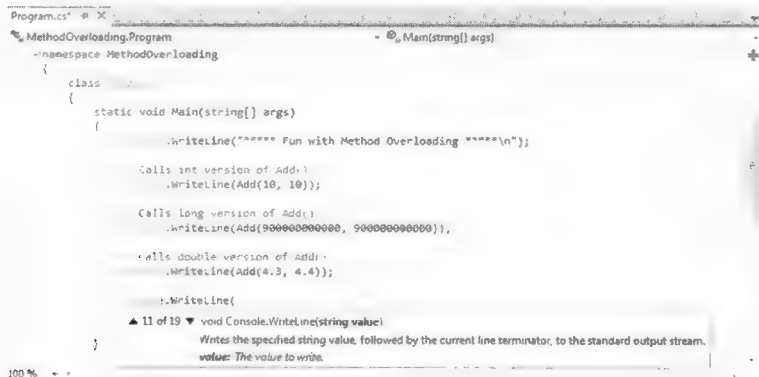 Program.cs*
MethodOverloading.Program Main(string[] args)
namespace MethodOverloading
{
class
{
static void Main(string[] args)
{
.WriteLine("***** Fun with Method Overloading *****\n");
Calls int version of Add()
.WriteLine(Add(10, 10));
Calls long version of Add()
.WriteLine(Add(900000000000, 900000000000));
Calls double version of Add()
.WriteLine(Add(4.3, 4.4));
.WriteLine(
▲ 11 of 19 ▼ void Console.WriteLine(string value)
Writes the specified string value, followed by the current line terminator, to the standard output stream.
value: The value to write.
}
100 %